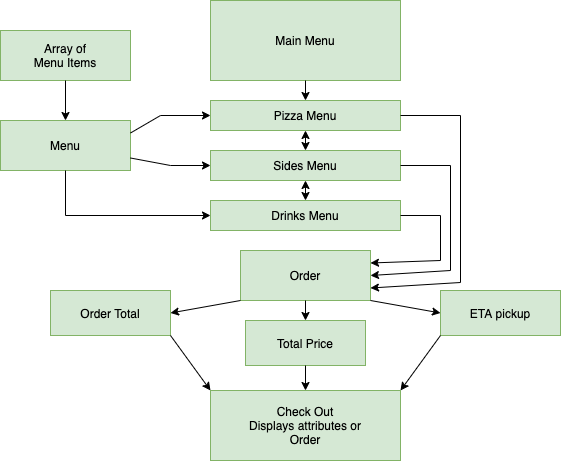 Main Menu
Array of
Menu Items
Pizza Menu
Menu
Sides Menu
Drinks Menu
Order
Order Total
ETA pickup
Total Price
Check Out
Displays attributes or
Order